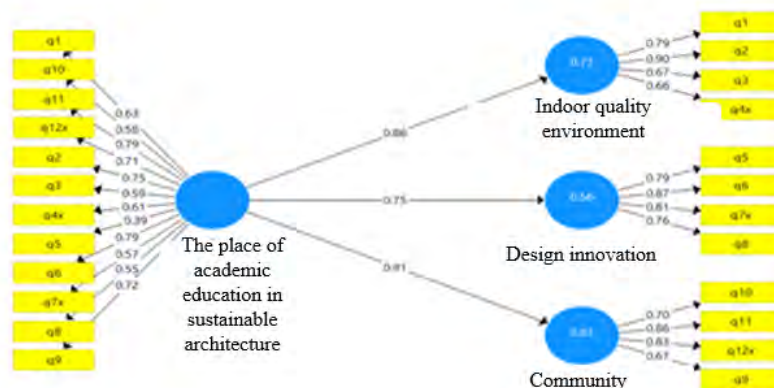 q1
q10
q11
q12x
q2
q3
q4x
q5
q6
q7x
q8
q9
0.63
0.58
0.79
0.71
0.75
0.59
0.61
0.39
0.79
0.57
0.55
0.72
The place of
academic
education in
sustainable
architecture
0.86
0.75
0.81
Indoor quality
environment
0.79
0.90
0.67
0.66
q1
q2
q3
q4x
0.56
Design innovation
0.79
0.87
0.81
0.76
q5
q6
q7x
q8
Community
0.70
0.86
0.83
0.67
q10
q11
q12x
q9